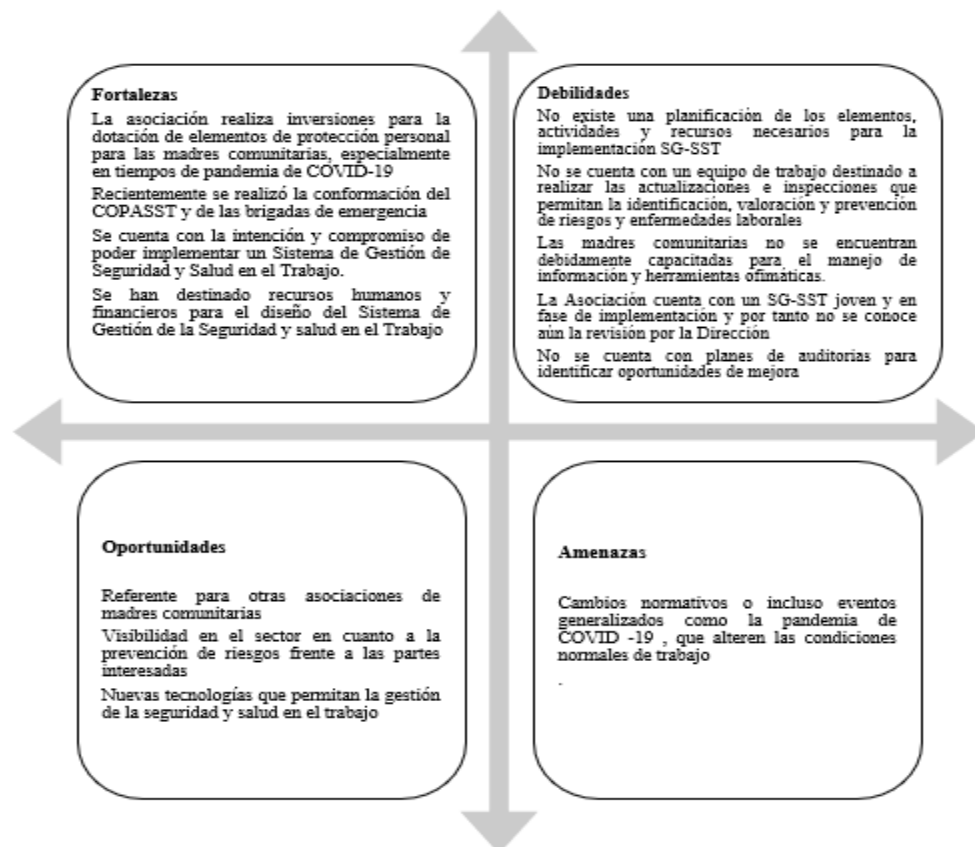 Fortalezas
La asociación realiza inversiones para la
dotación de elementos de protección personal
para las madres comunitarias, especialmente
en tiempos de pandemia de COVID-19
Recientemente se realizó la conformación del
COPASST y de las brigadas de emergencia
Se cuenta con la intención y compromiso de
poder implementar un Sistema de Gestión de
Seguridad y Salud en el Trabajo.
Se han destinado recursos humanos y
financieros para el diseño del Sistema de
Gestión de la Seguridad y salud en el Trabajo
Debilidades
No existe una planificación de los elementos,
actividades y recursos necesarios para la
implementación SG-SST
No se cuenta con un equipo de trabajo destinado a
realizar las actualizaciones e inspecciones que
permitan la identificación, valoración y prevención
de riesgos y enfermedades laborales
Las madres comunitarias no se encuentran
debidamente capacitadas para el manejo de
información y herramientas ofimáticas.
La Asociación cuenta con un SG-SST joven y en
fase de implementación y por tanto no se conoce
aún la revisión por la Dirección
No se cuenta con planes de auditorias para
identificar oportunidades de mejora
Oportunidades
Referente para otras asociaciones de
madres comunitarias
Visibilidad en el sector en cuanto a la
prevención de riesgos frente a las partes
interesadas
Nuevas tecnologías que permitan la gestión
de la seguridad y salud en el trabajo
Amenazas
Cambios normativos o incluso eventos
generalizados como la pandemia de
COVID -19 , que alteren las condiciones
normales de trabajo
.